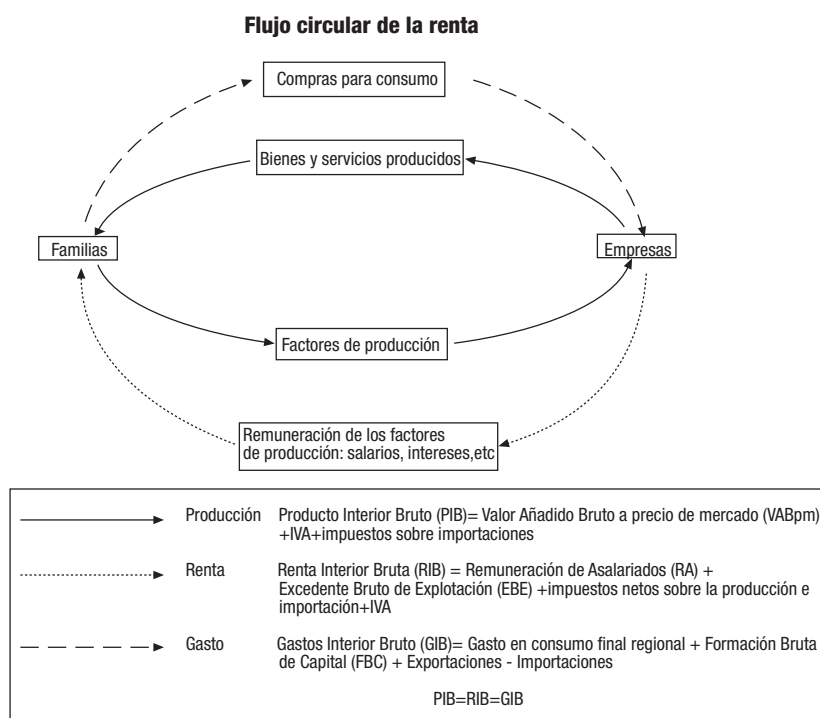 Flujo circular de la renta
Compras para consumo
Bienes y servicios producidos
Familias
Empresas
Factores de producción
Remuneración de los factores
de producción: salarios, intereses,etc
Producción Producto Interior Bruto (PIB)= Valor Añadido Bruto a precio de mercado (VABpm)
+IVA+impuestos sobre importaciones
Renta Renta Interior Bruta (RIB) = Remuneración de Asalariados (RA) +
Excedente Bruto de Explotación (EBE) +impuestos netos sobre la producción e
importación+IVA
Gasto Gastos Interior Bruto (GIB)= Gasto en consumo final regional + Formación Bruta
de Capital (FBC) + Exportaciones - Importaciones
PIB=RIB=GIB